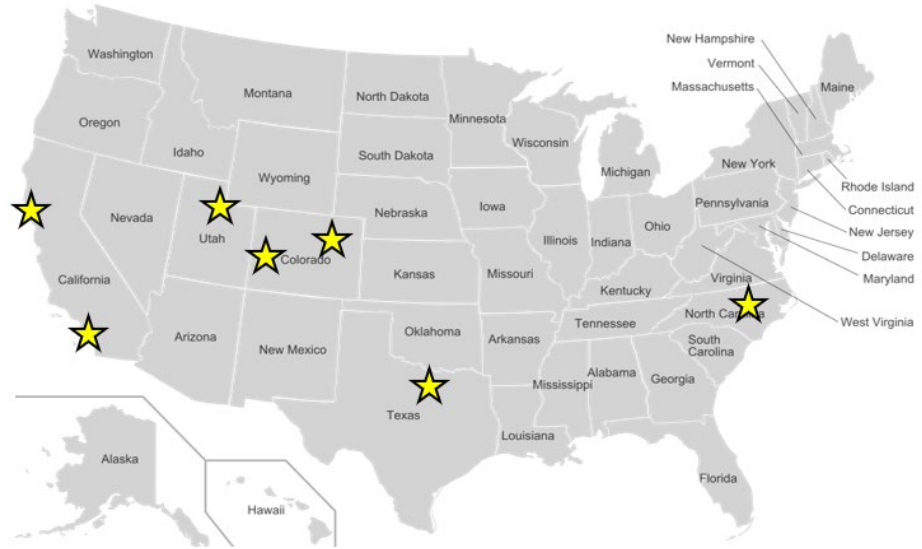 New Hampshire
Washington
Vermont
Massachusetts
Maine
Montana
North Dakota
Minnesota
Oregon
Wisconsin
Idaho
South Dakota
Michigan
New York
Wyoming
Rhode Island
Pennsylvania
Iowa
Nebraska
Connecticut
Nevada
Utah
Ohio
New Jersey
Illinois
Indiana
Colorado
Delaware
Kansas
Missouri
California
Virginia
Maryland
Kentucky
North Carolina
West Virginia
Tennessee
Oklahoma
Arizona
Arkansas
South
Carolina
New Mexico
Alabama
Georgia
Mississippi
Texas
Louisiana
Alaska
Florida
Hawaii